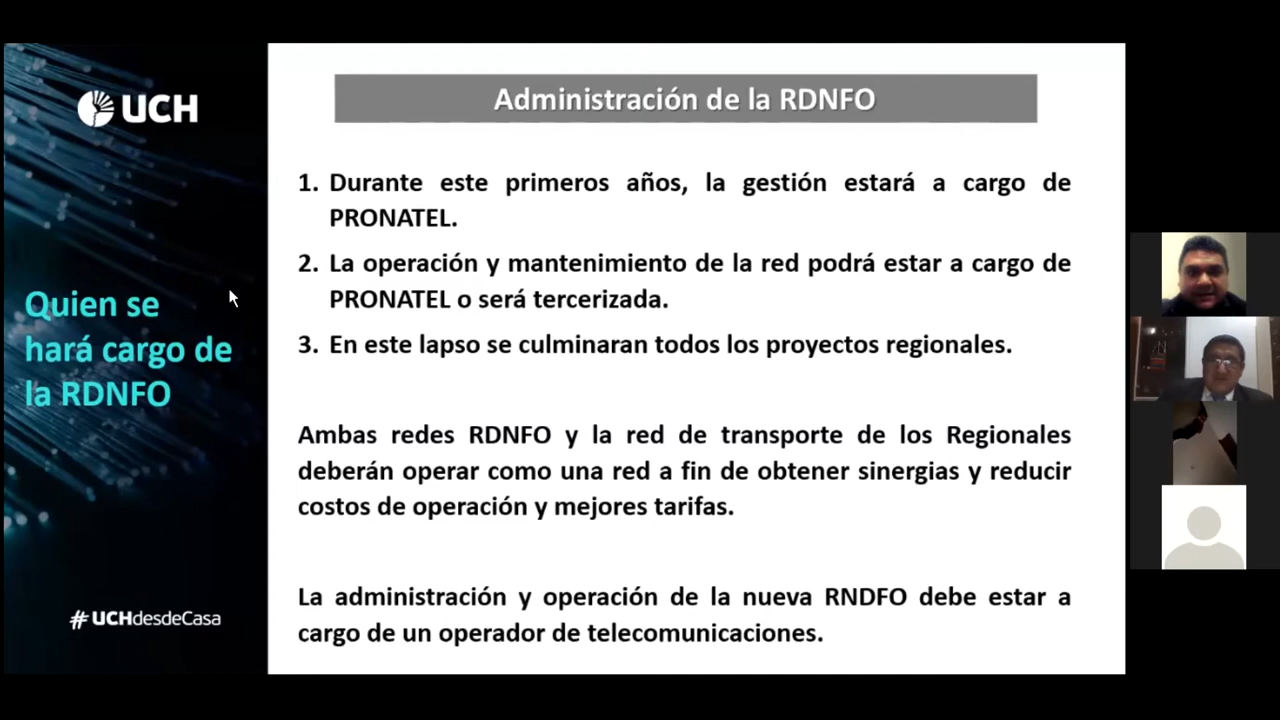 UCH
Administración de la RDNFO
1. Durante este primeros años, la gestión estará a cargo de
PRONATEL.
2. La operación y mantenimiento de la red podrá estar a cargo de
PRONATEL o será tercerizada.
3. En este lapso se culminaran todos los proyectos regionales.
Quien se
hará cargo de
la RDNFO
Ambas redes RDNFO y la red de transporte de los Regionales
deberán operar como una red a fin de obtener sinergias y reducir
costos de operación y mejores tarifas.
La administración y operación de la nueva RNDFO debe estar a
cargo de un operador de telecomunicaciones.
#UCHdesdeCasa